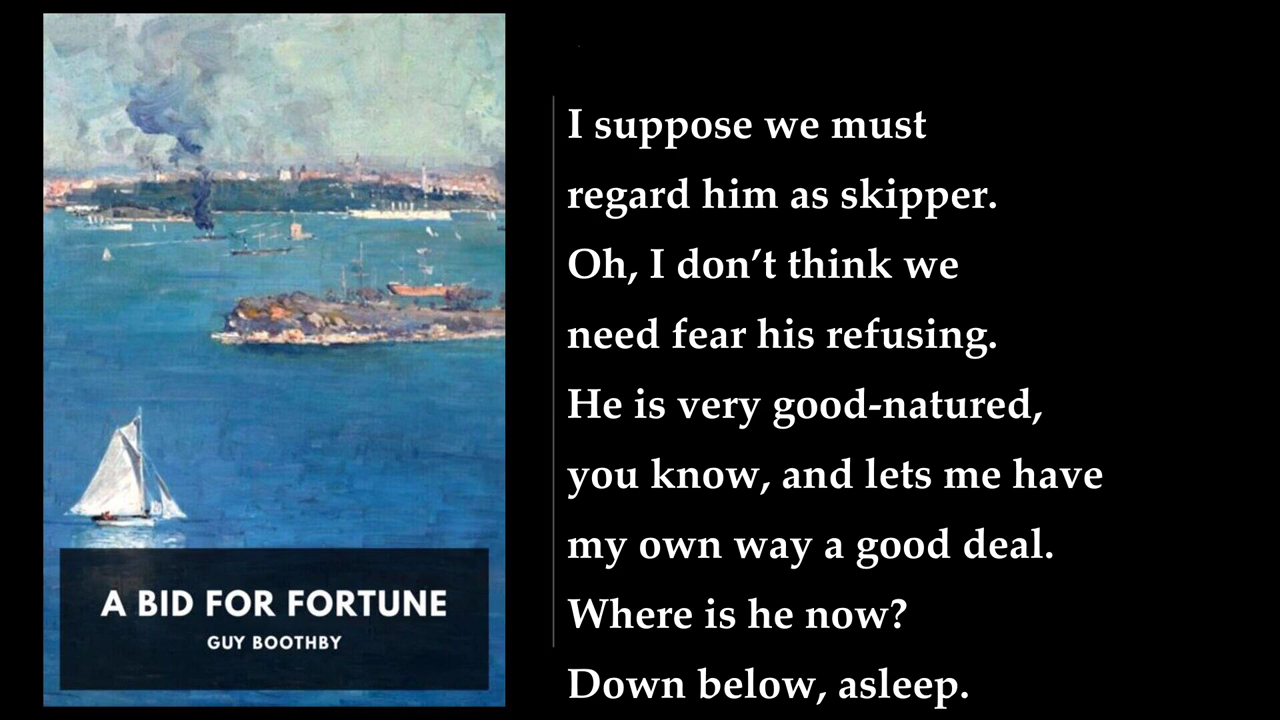 A BID FOR FORTUNE
GUY BOOTHBY
I suppose we must
regard him as skipper.
Oh, I don’t think we
need fear his refusing.
He is very good-natured,
you know, and lets me have
my own way a good deal.
Where is he now?
Down below, asleep.